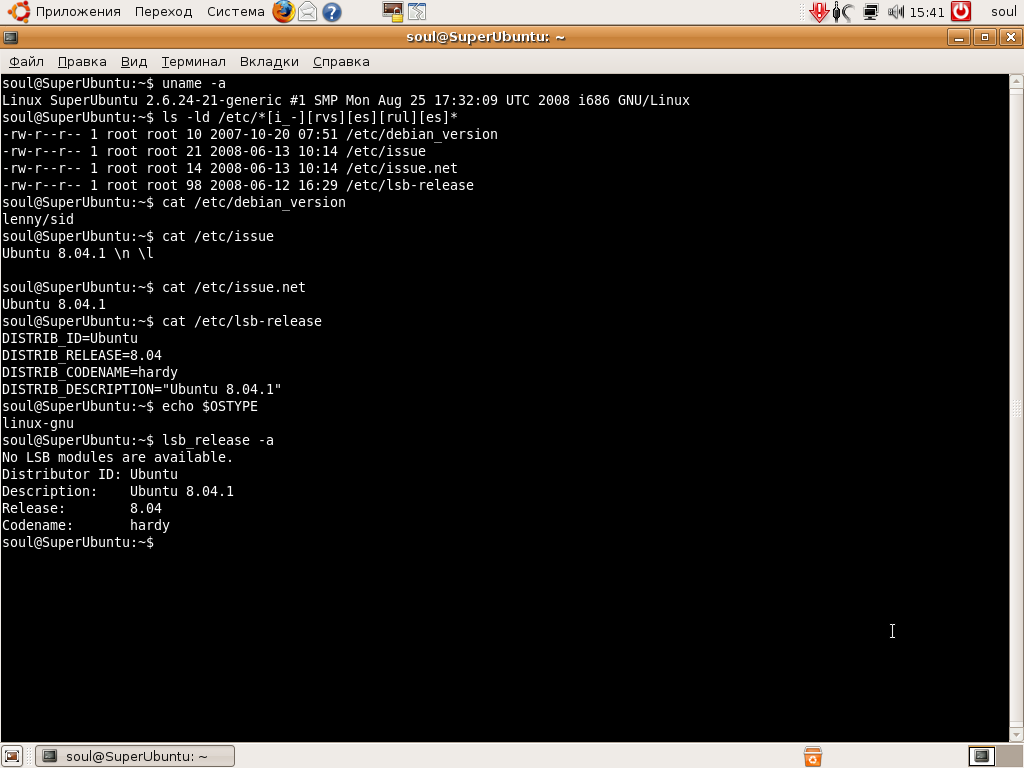 Приложения Переход Система 15:41 soul
soul@SuperUbuntu: ~
Файл Правка Вид Терминал Вкладки Справка
soul@SuperUbuntu:~$ uname -a
Linux SuperUbuntu 2.6.24-21-generic #1 SMP Mon Aug 25 17:32:09 UTC 2008 i686 GNU/Linux
soul@SuperUbuntu:~$ ls -ld /etc/*[i_-][rvs][es][rul][es]*
-rw-r--r-- 1 root root 10 2007-10-20 07:51 /etc/debian_version
-rw-r--r-- 1 root root 21 2008-06-13 10:14 /etc/issue
-rw-r--r-- 1 root root 14 2008-06-13 10:14 /etc/issue.net
-rw-r--r-- 1 root root 98 2008-06-12 16:29 /etc/lsb-release
soul@SuperUbuntu:~$ cat /etc/debian_version
lenny/sid
soul@SuperUbuntu:~$ cat /etc/issue
Ubuntu 8.04.1 \n \l
soul@SuperUbuntu:~$ cat /etc/issue.net
Ubuntu 8.04.1
soul@SuperUbuntu:~$ cat /etc/lsb-release
DISTRIB_ID=Ubuntu
DISTRIB_RELEASE=8.04
DISTRIB_CODENAME=hardy
DISTRIB_DESCRIPTION="Ubuntu 8.04.1"
soul@SuperUbuntu:~$ echo $OSTYPE
linux-gnu
soul@SuperUbuntu:~$ lsb_release -a
No LSB modules are available.
Distributor ID: Ubuntu
Description:    Ubuntu 8.04.1
Release:        8.04
Codename:       hardy
soul@SuperUbuntu:~$
soul@SuperUbuntu: ~